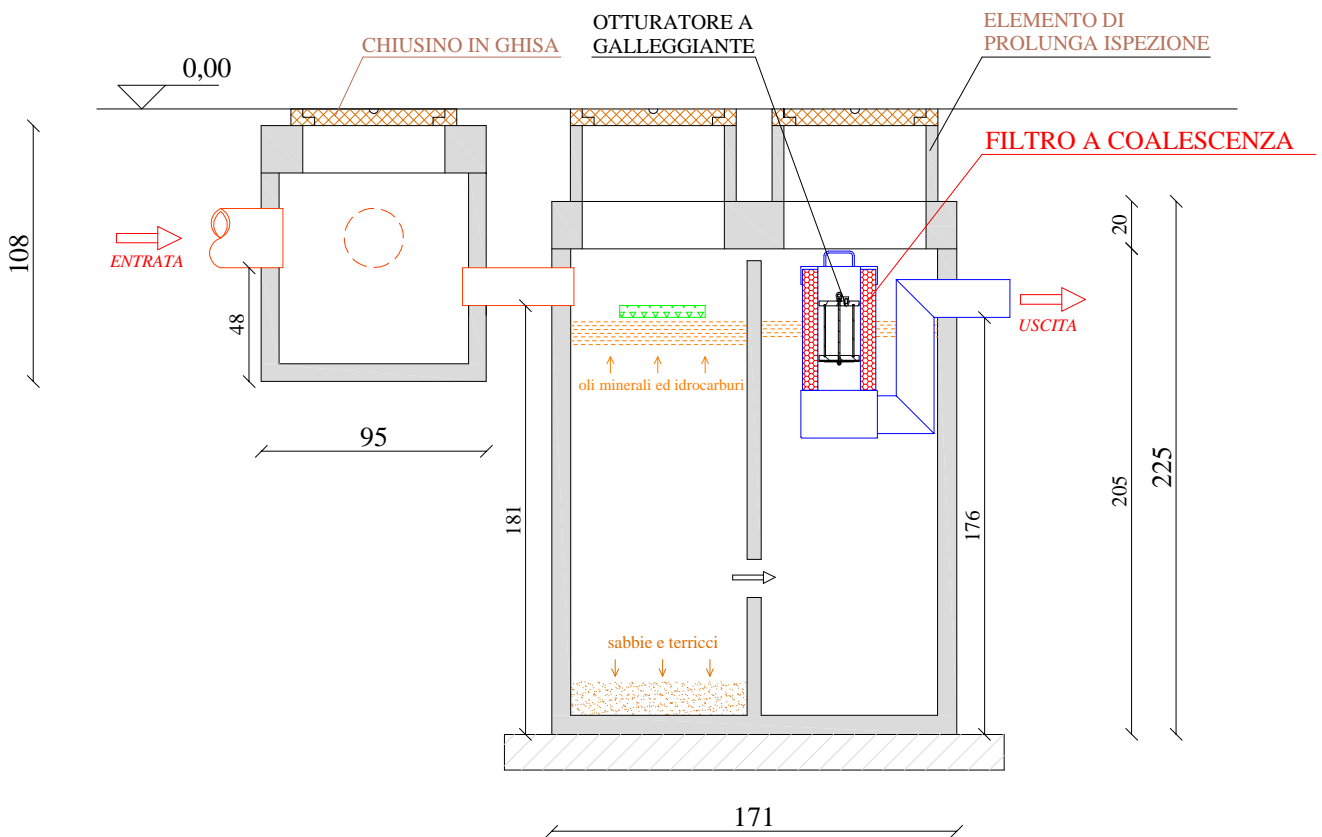 OTTURATORE A
GALLEGGIANTE
ELEMENTO DI
PROLUNGA ISPEZIONE
CHIUSINO IN GHISA
0,00
FILTRO A COALESCENZA
108
ENTRATA
48
95
20
USCITA
oli minerali ed idrocarburi
181
176
205
225
sabbie e terricci
171